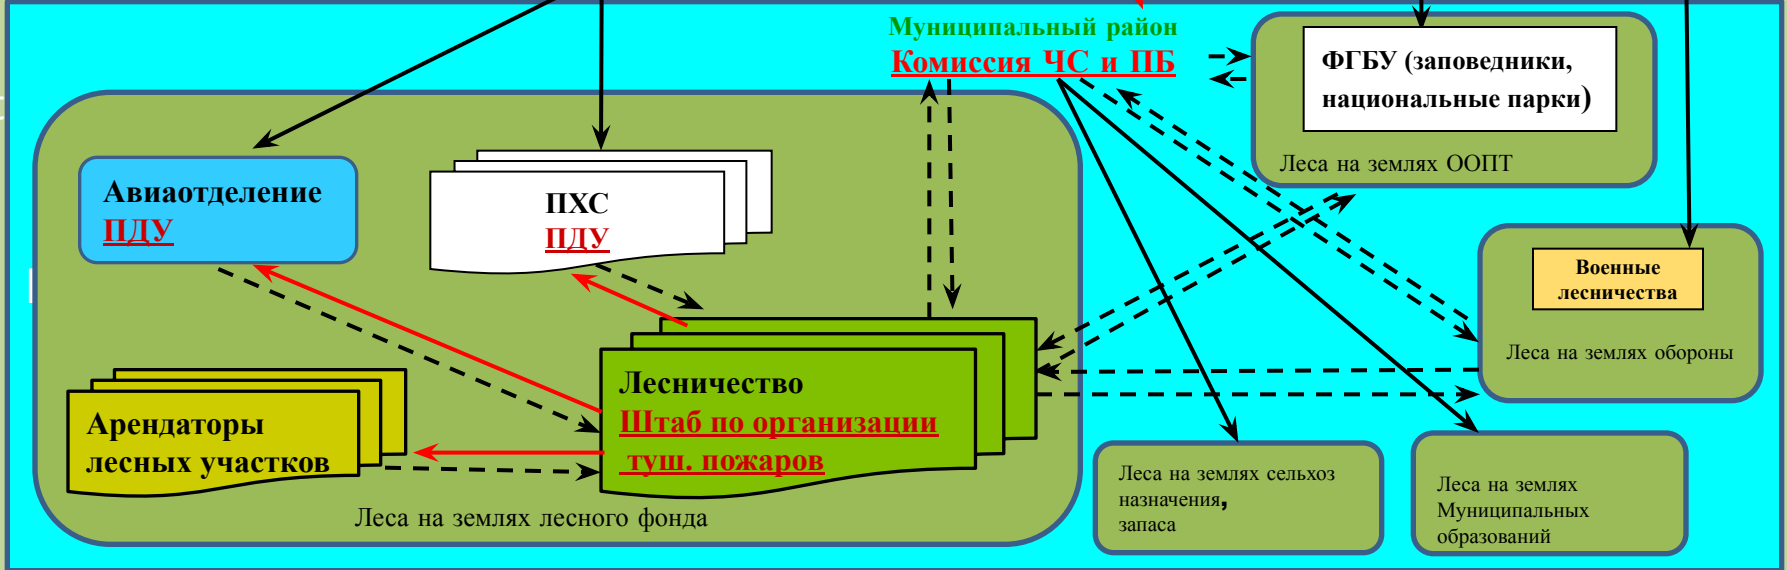 Муниципальный район
Комиссия ЧС и ПБ
ФГБУ (заповедники,
национальные парки)
Леса на землях ООПТ
Авиаотделение
ПДУ
ПХС
ПДУ
Военные
лесничества
Леса на землях обороны
Лесничество
Штаб по организации
туш. пожаров
Арендаторы
лесных участков
Леса на землях лесного фонда
Леса на землях сельхоз
назначения,
запаса
Леса на землях
Муниципальных
образований